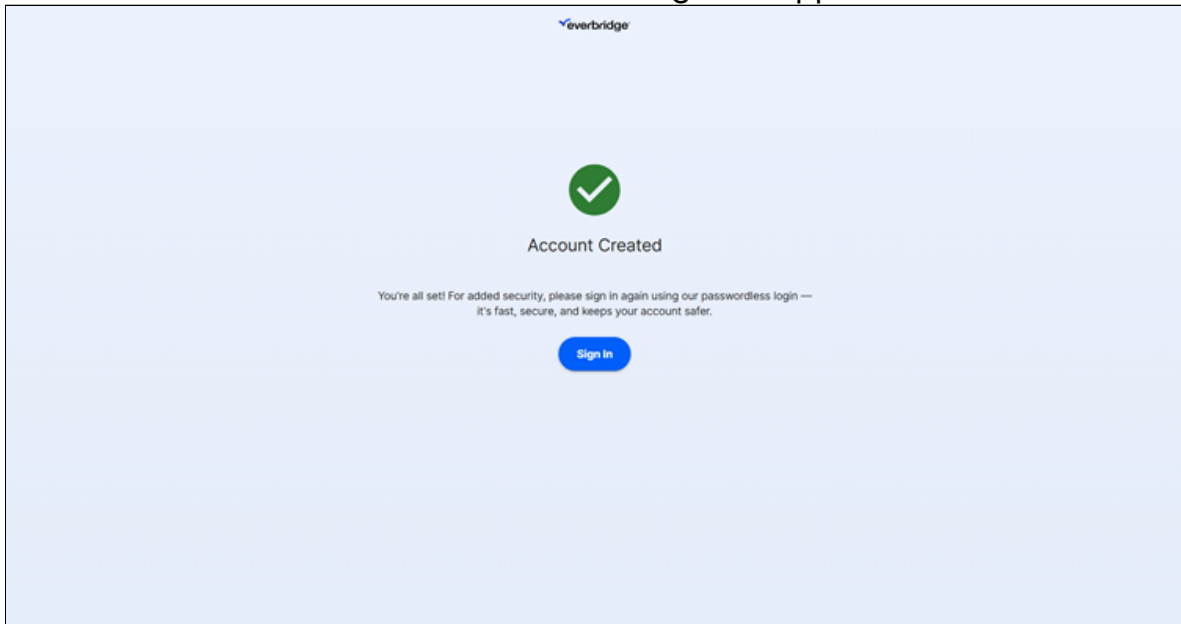 everbridge
Account Created
You're all set! For added security, please sign in again using our passwordless login —
it's fast, secure, and keeps your account safer.
Sign In